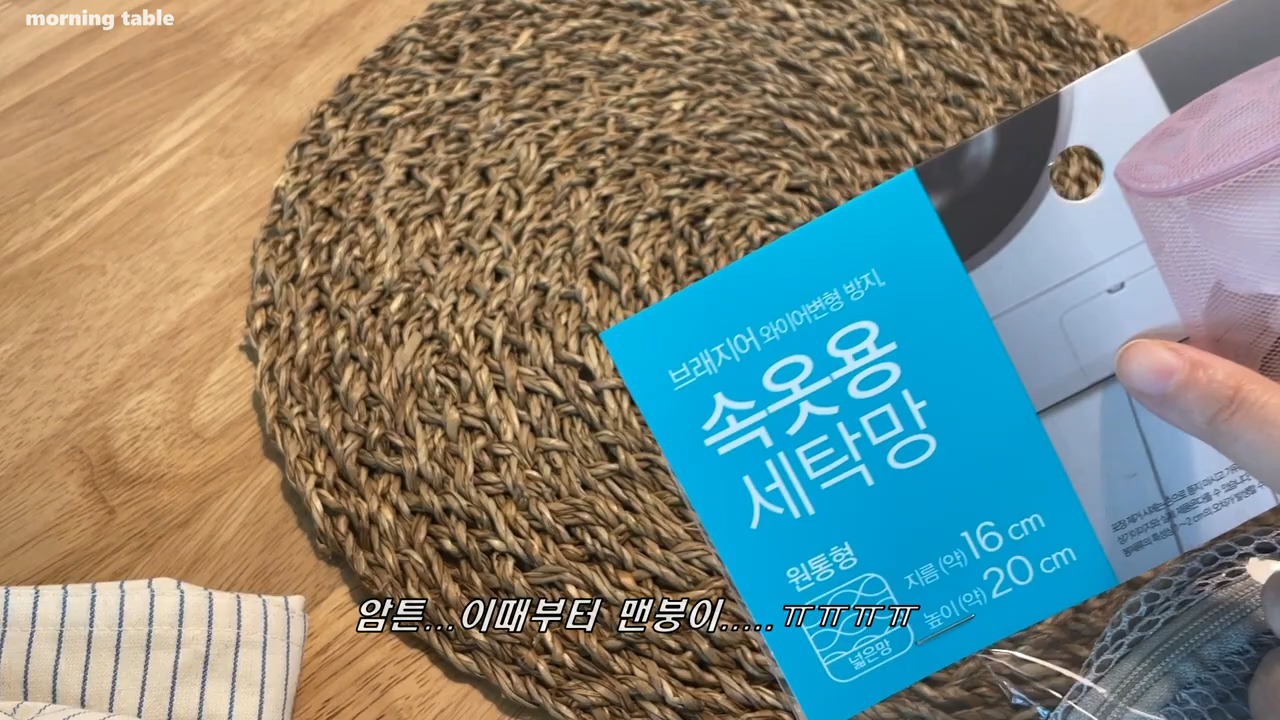 morning table
브래지어 와이어변형 방지,
속옷용
세탁망
원통형
넓은망
지름(약)16 cm
높이(약)20 cm
암튼...이때부터 맨붕이.....ㅠㅠㅠㅠ